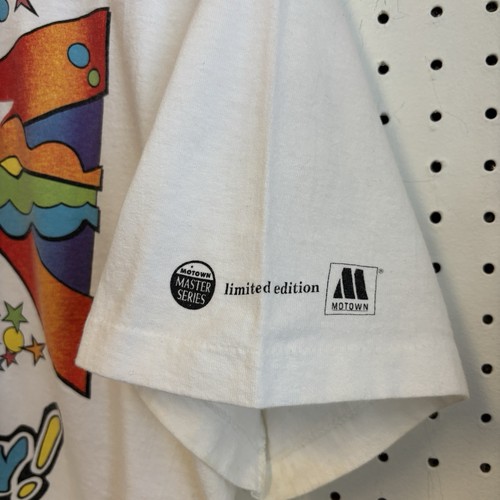 MOTOWN
MASTER
SERIES
limited edition
MOTOWN
®
!